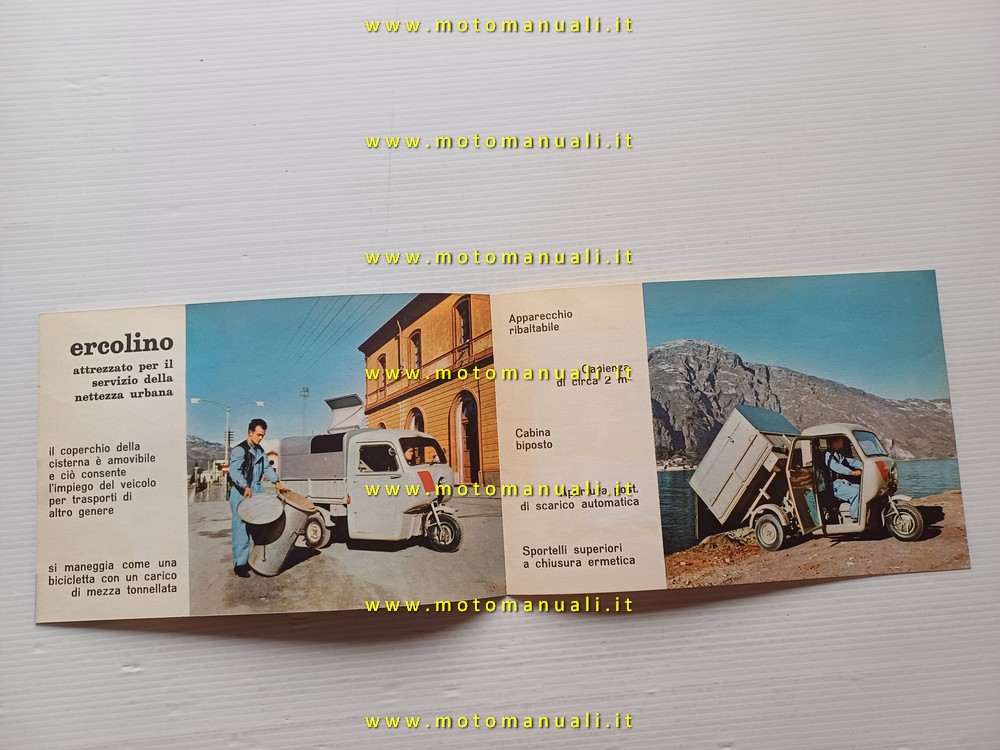 www.motomanuali.it
www.motomanuali.it
www.motomanuali.it
ercolino
attrezzato per il
servizio della
nettezza urbana
il coperchio della
cisterna è amovibile
e ciò consente
l'impiego del veicolo
per trasporti di
altro genere
si maneggia come una
bicicletta con un carico
di mezza tonnellata
Apparecchio
ribaltabile
Capienza
di circa 2 m
Cabina
biposto
Apertura post.
di scarico automatica
Sportelli superiori
a chiusura ermetica
www.motomanuali.it
www.motomanuali.it
www.motomanuali.it
www.motomanuali.it